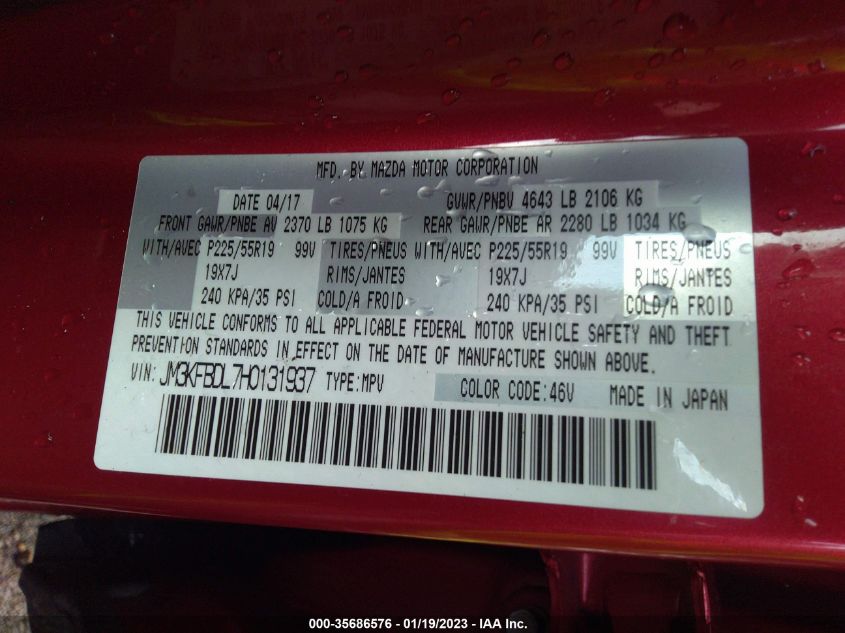 MFD. BY MAZDA MOTOR CORPORATION
DATE 04/17 GVWR/PNBV 4643 LB 2106 KG
FRONT GAWR/PNBE AV 2370 LB 1075 KG REAR GAWR/PNBE AR 2280 LB 1034 KG
WITH/AVEC P225/55R19 99V TIRES/PNEUS WITH/AVEC P225/55R19 99V TIRES/PNEUS
19X7J RIMS/JANTES 19X7J RIMS/JANTES
240 KPA/35 PSI COLD/A FROID 240 KPA/35 PSI COLD/A FROID
THIS VEHICLE CONFORMS TO ALL APPLICABLE FEDERAL MOTOR VEHICLE SAFETY AND THEFT
PREVENTION STANDARDS IN EFFECT ON THE DATE OF MANUFACTURE SHOWN ABOVE.
VIN: JM3KFBDL7H0131937 TYPE:MPV COLOR CODE:46V MADE IN JAPAN
000-35686576 - 01/19/2023 - IAA Inc.